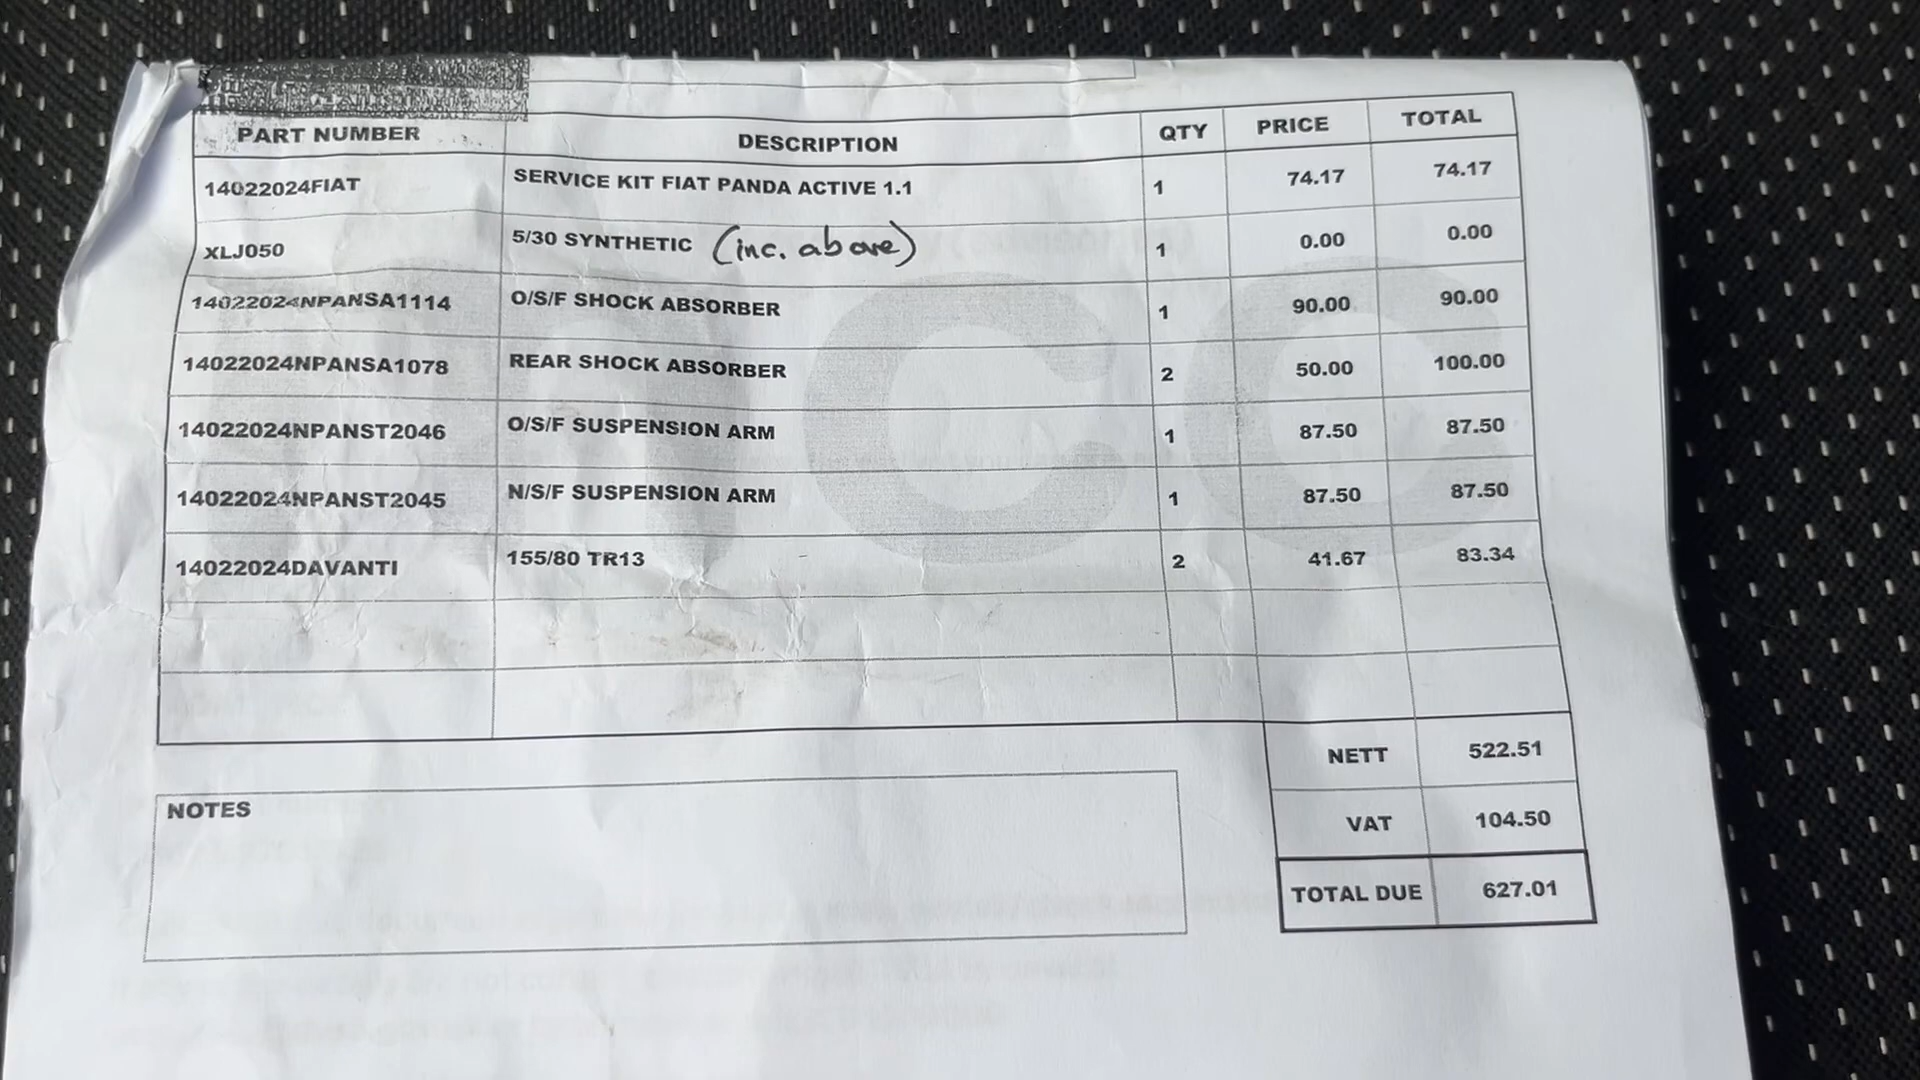 PART NUMBER DESCRIPTION QTY PRICE TOTAL
14022024FIAT SERVICE KIT FIAT PANDA ACTIVE 1.1 1 74.17 74.17
XLJ050 5/30 SYNTHETIC (inc. above) 1 0.00 0.00
14022024NPANSA1114 O/S/F SHOCK ABSORBER 1 90.00 90.00
14022024NPANSA1078 REAR SHOCK ABSORBER 2 50.00 100.00
14022024NPANST2046 O/S/F SUSPENSION ARM 1 87.50 87.50
14022024NPANST2045 N/S/F SUSPENSION ARM 1 87.50 87.50
14022024DAVANTI 155/80 TR13 2 41.67 83.34
NETT 522.51
VAT 104.50
TOTAL DUE 627.01
NOTES